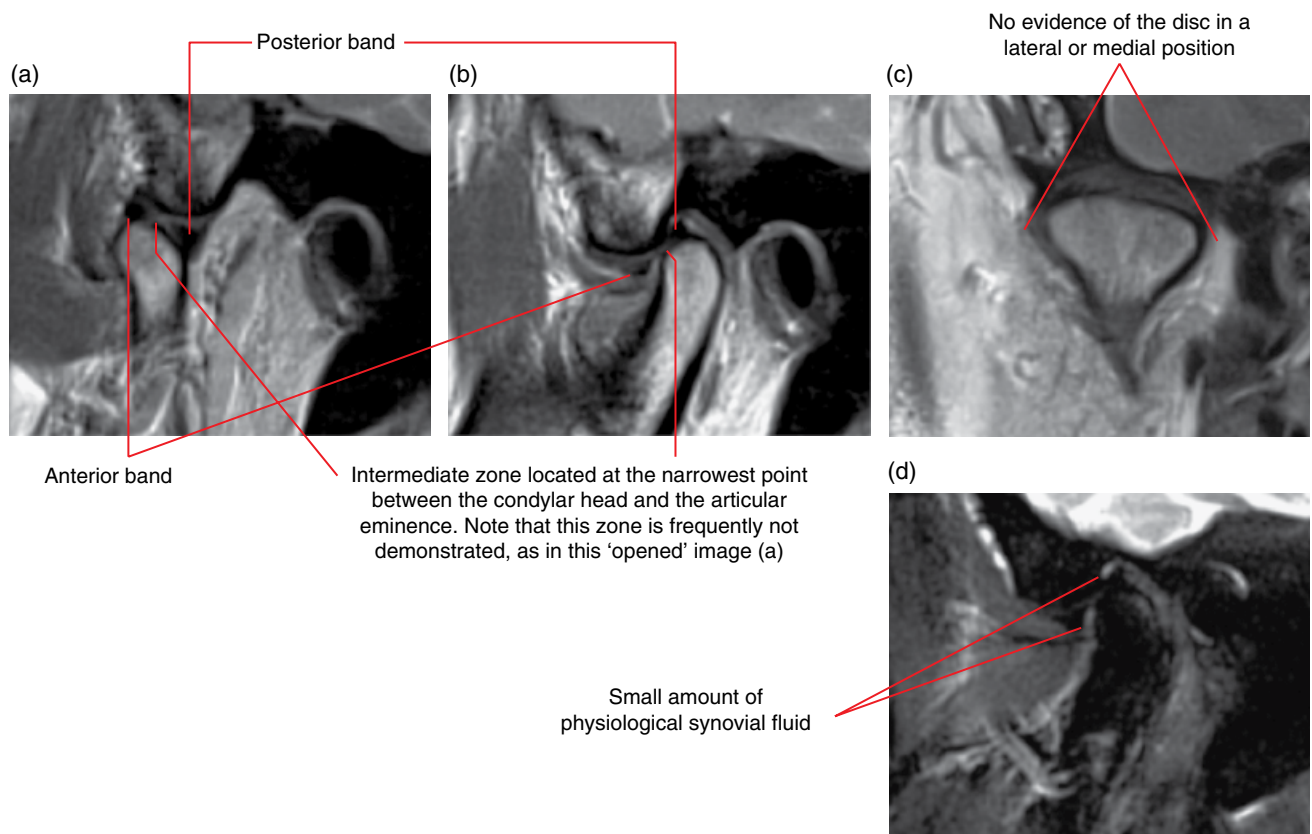 Posterior band
No evidence of the disc in a
lateral or medial position
(a)
(b)
(c)
Anterior band
Intermediate zone located at the narrowest point
between the condylar head and the articular
eminence. Note that this zone is frequently not
demonstrated, as in this ‘opened’ image (a)
(d)
Small amount of
physiological synovial fluid